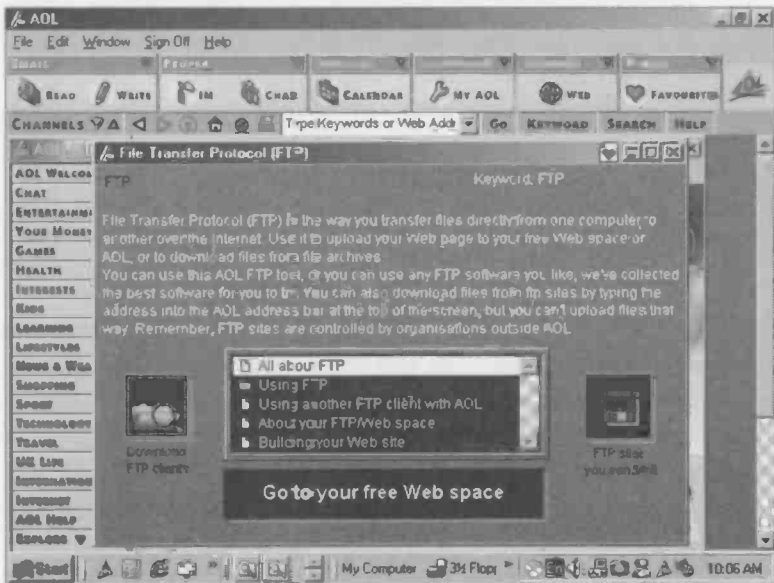 AOL
File Edit Window Sign Off Help
EMAIL PEOPLE
READ WRITE IM CHAT CALENDAR MY AOL WEB FAVOURITES
CHANNELS Type Keywords or Web Addr Go KEYWORD SEARCH HELP
File Transfer Protocol (FTP)
FTP Keyword: FTP
File Transfer Protocol (FTP) is the way you transfer files directly from one computer to
another over the Internet. Use it to upload your Web page to your free Web space or
AOL, or to download files from file archives.
You can use this AOL FTP tool, or you can use any FTP software you like, we've collected
the best software for you to try. You can also download files from ftp sites by typing the
address into the AOL address bar at the top of the screen, but you can't upload files that
way. Remember, FTP sites are controlled by organisations outside AOL
AOL WELCO
CHAT
ENTERTAINM
YOUR MONEY
GAMES
HEALTH
INTERESTS
KIDS
LEARNING
LIFESTYLES
NEWS & WEA
SHOPPING
SPORT
TECHNOLOGY
TRAVEL
UK LIFE
INFORMATION
INTERNET
AOL HELP
EXPLORE
All about FTP
Using FTP
Using another FTP client with AOL
About your FTP/Web space
Building your Web site
Download
FTP clients
FTP sites
you can visit
Go to your free Web space
Start My Computer 3½ Flopp 10:06 AM